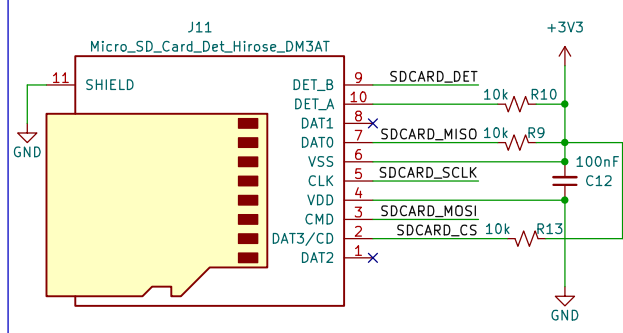 J11
Micro_SD_Card_Det_Hirose_DM3AT
+3V3
11 SHIELD
GND
DET_B 9 SDCARD_DET
DET_A 10 10k R10
DAT1 8
DAT0 7 SDCARD_MISO 10k R9
VSS 6 100nF
CLK 5 SDCARD_SCLK C12
VDD 4
CMD 3 SDCARD_MOSI
DAT3/CD 2 SDCARD_CS 10k R13
DAT2 1
GND